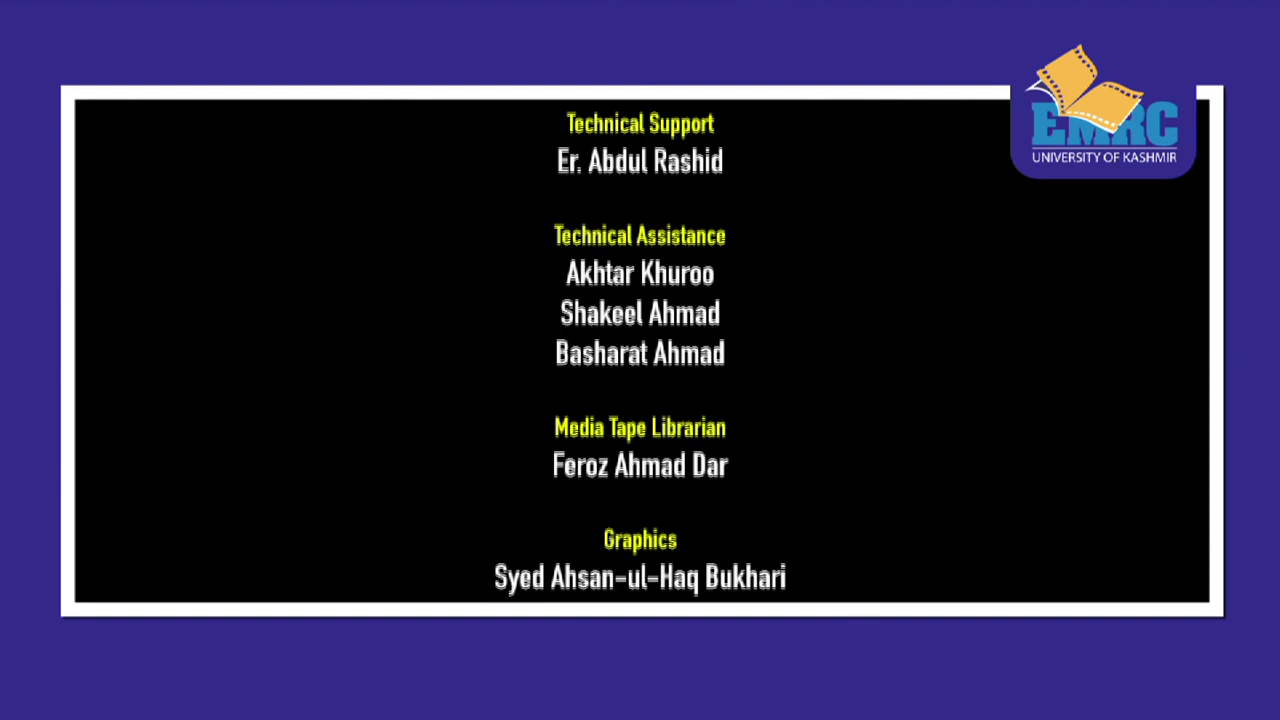 Technical Support
Er. Abdul Rashid
Technical Assistance
Akhtar Khuroo
Shakeel Ahmad
Basharat Ahmad
Media Tape Librarian
Feroz Ahmad Dar
Graphics
Syed Ahsan-ul-Haq Bukhari
EMRC
UNIVERSITY OF KASHMIR